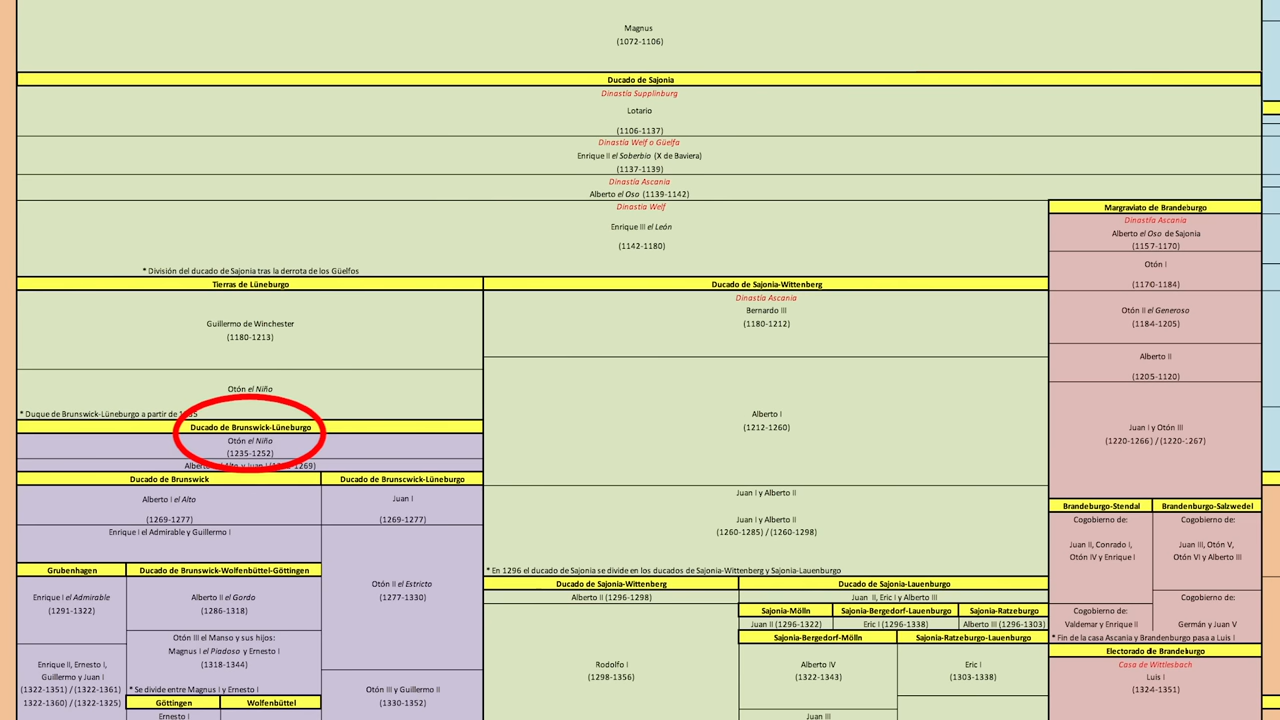 Magnus
(1072-1106)
Ducado de Sajonia
Dinastía Supplinburg
Lotario
(1106-1137)
Dinastía Welf o Güelfa
Enrique II el Soberbio (X de Baviera)
(1137-1139)
Dinastía Ascania
Alberto el Oso (1139-1142)
Dinastía Welf
Enrique III el León
(1142-1180)
* División del ducado de Sajonia tras la derrota de los Güelfos
Margraviato de Brandeburgo
Dinastía Ascania
Alberto el Oso de Sajonia
(1157-1170)
Otón I
(1170-1184)
Otón II el Generoso
(1184-1205)
Alberto II
(1205-1120)
Juan I y Otón III
(1220-1266) / (1220-1267)
Tierras de Lüneburgo
Guillermo de Winchester
(1180-1213)
Otón el Niño
* Duque de Brunswick-Lüneburgo a partir de
Ducado de Brunswick-Lüneburgo
Otón el Niño
(1235-1252)
Alberto el Alto y Juan I
1269)
Ducado de Sajonia-Wittenberg
Dinastía Ascania
Bernardo III
(1180-1212)
Alberto I
(1212-1260)
Juan I y Alberto II
Juan I y Alberto II
(1260-1285) / (1260-1298)
* En 1296 el ducado de Sajonia se divide en los ducados de Sajonia-Wittenberg y Sajonia-Lauenburgo
Ducado de Brunswick
Alberto I el Alto
(1269-1277)
Enrique I el Admirable y Guillermo I
Ducado de Brunscwick-Lüneburgo
Juan I
(1269-1277)
Otón II el Estricto
(1277-1330)
Otón III y Guillermo II
(1330-1352)
Grubenhagen
Enrique I el Admirable
(1291-1322)
Enrique II, Ernesto I,
Guillermo y Juan I
(1322-1351) / (1322-1361)
1322-1360) / (1322-1325)
Ducado de Brunswick-Wolfenbüttel-Göttingen
Alberto II el Gordo
(1286-1318)
Otón III el Manso y sus hijos:
Magnus I el Piadoso y Ernesto I
(1318-1344)
* Se divide entre Magnus I y Ernesto I
Göttingen
Wolfenbüttel
Ernesto I
Ducado de Sajonia-Wittenberg
Alberto II (1296-1298)
Rodolfo I
(1298-1356)
Ducado de Sajonia-Lauenburgo
Juan II, Eric I y Alberto III
Sajonia-Mölln
Sajonia-Bergedorf-Lauenburgo
Sajonia-Ratzeburgo
Juan II (1296-1322)
Eric I (1296-1338)
Alberto III (1296-1303)
Sajonia-Bergedorf-Mölln
Sajonia-Ratzeburgo-Lauenburgo
Alberto IV
(1322-1343)
Juan III
Eric I
(1303-1338)
Brandeburgo-Stendal
Cogobierno de:
Juan II, Conrado I,
Otón IV y Enrique I
Cogobierno de:
Valdemar y Enrique II
Brandenburgo-Salzwedel
Cogobierno de:
Juan III, Otón V,
Otón VI y Alberto III
Cogobierno de:
Germán y Juan V
* Fin de la casa Ascania y Brandenburgo pasa a Luis I
Electorado de Brandeburgo
Casa de Wittlesbach
Luis I
(1324-1351)